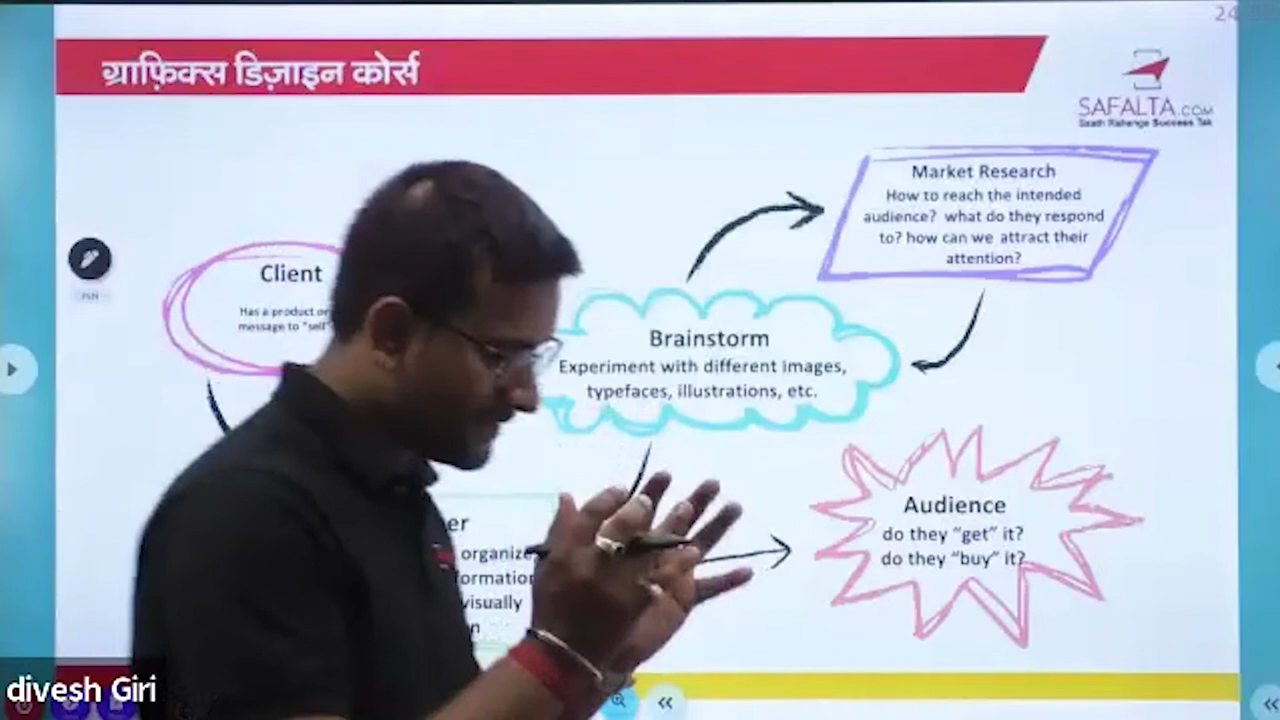 24
ग्राफ़िक्स डिज़ाइन कोर्स
SAFALTA.COM
Saath Rahenge Success Tak
Market Research
How to reach the intended
audience? what do they respond
to? how can we attract their
attention?
Client
Has a product or
message to "sell"
PEN
Brainstorm
Experiment with different images,
typefaces, illustrations, etc.
Audience
do they "get" it?
do they "buy" it?
er
organize
formation
visually
n
divesh Giri